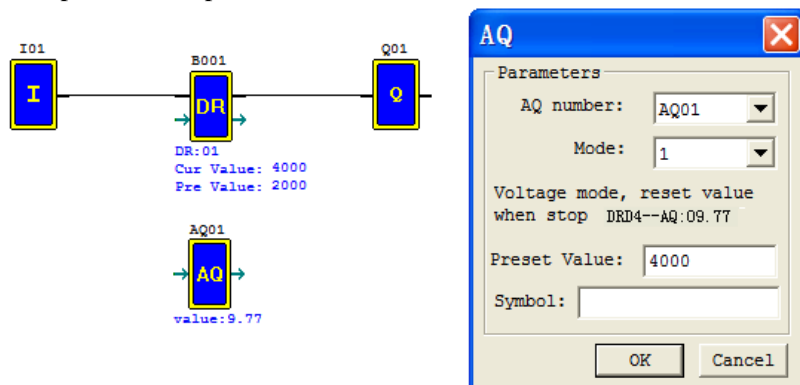 I01
I
B001
DR
Q01
Q
DR:01
Cur Value: 4000
Pre Value: 2000
AQ01
AQ
value:9.77
AQ
Parameters
AQ number: AQ01
Mode: 1
Voltage mode, reset value
when stop DRD4--AQ:09.77
Preset Value: 4000
Symbol:
OK Cancel